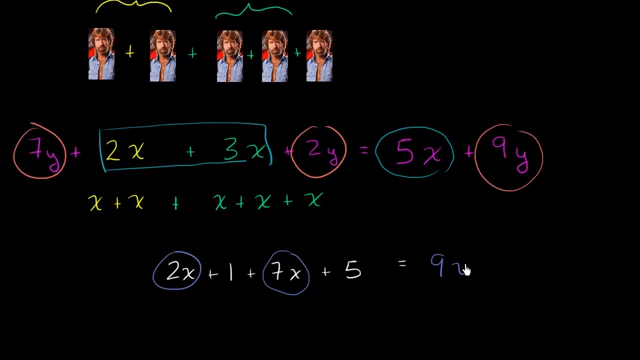 + + + +
7y + 2x + 3x + 2y = 5x + 9y
x + x + x + x + x
2x + 1 + 7x + 5 = 9x